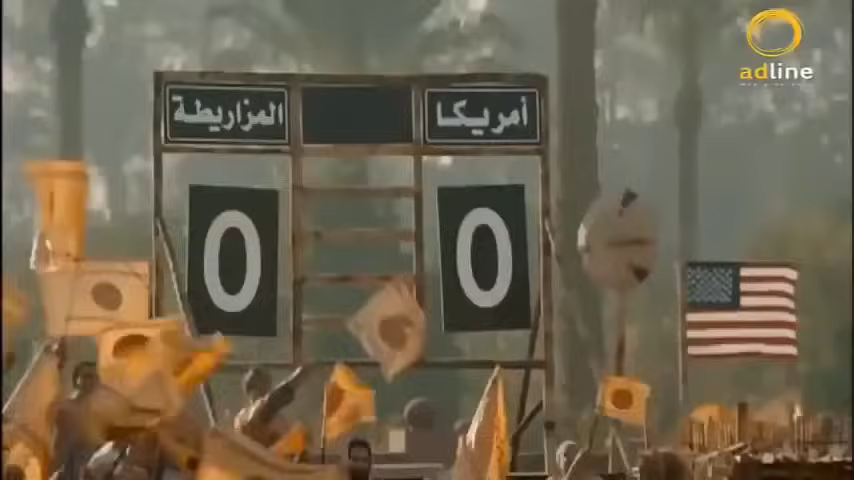 adline
المزاريطة
أمريكا
0
0